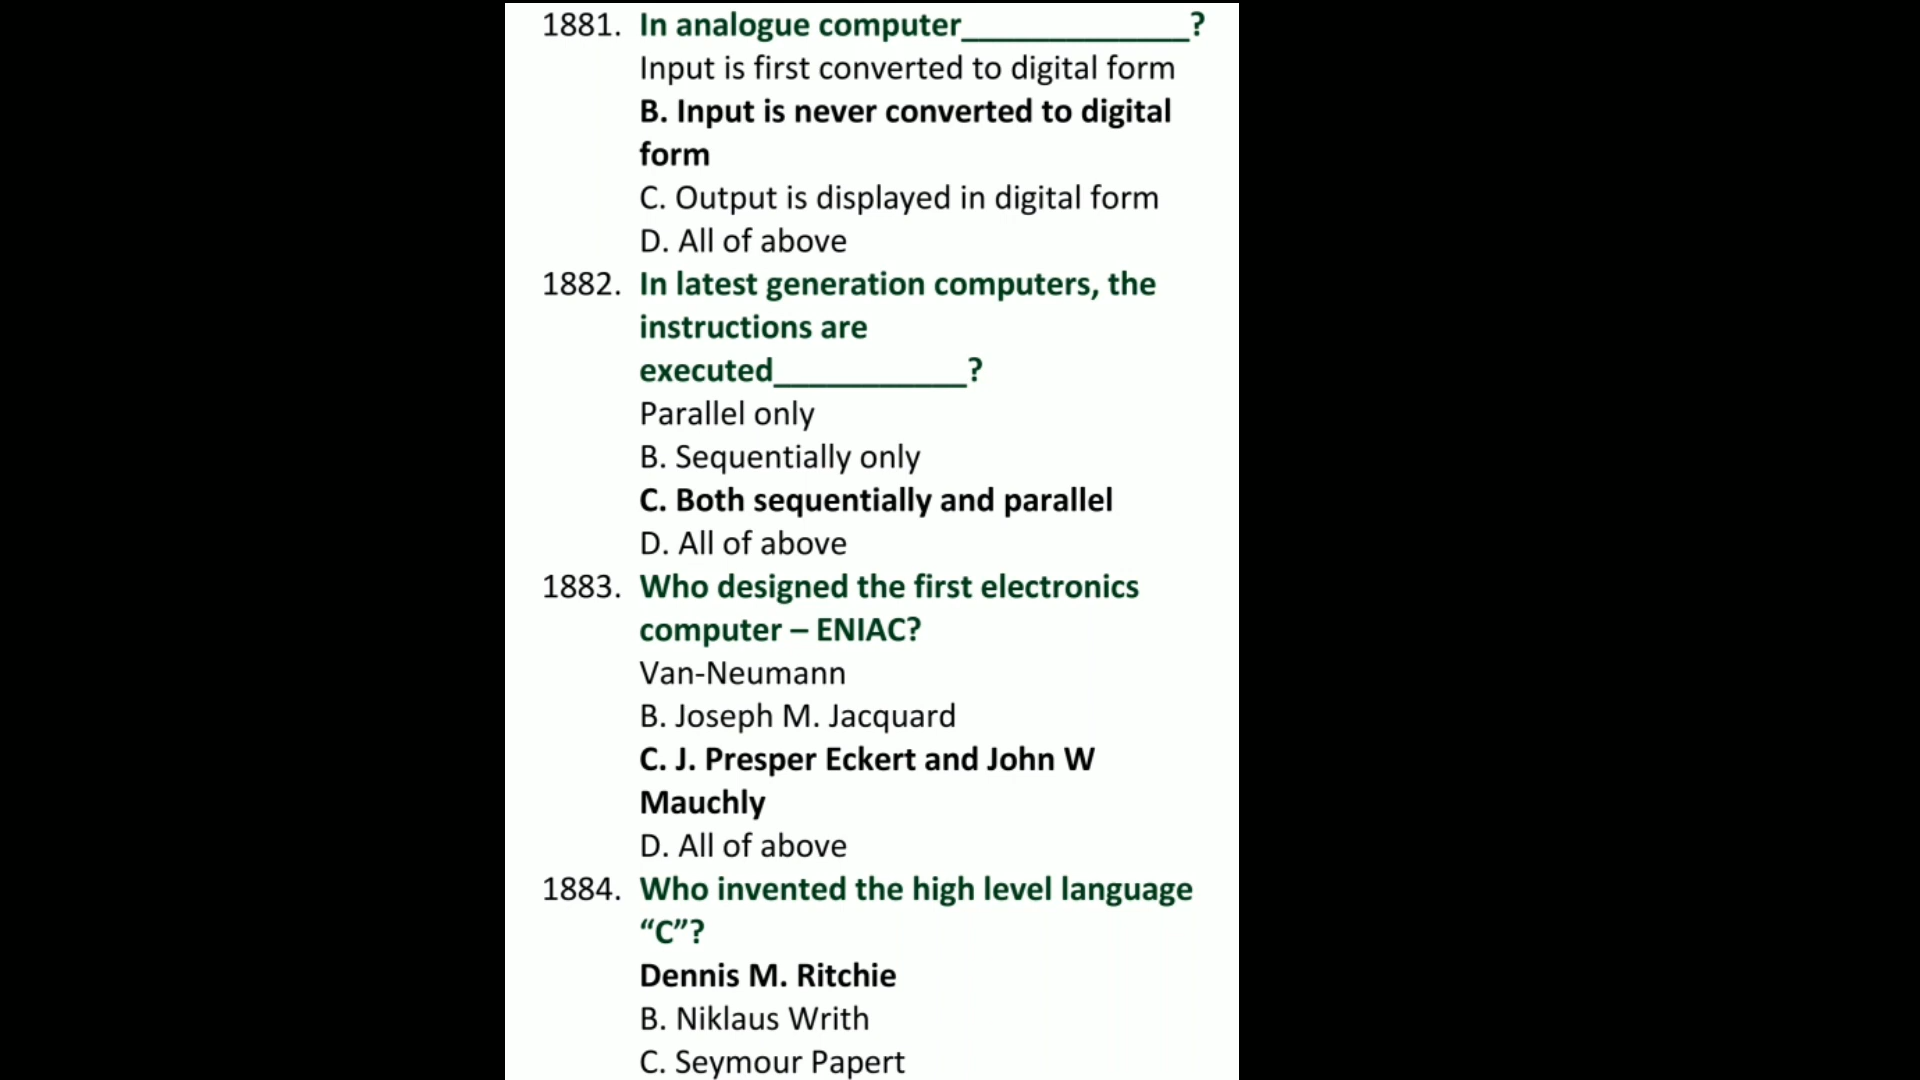 1881. In analogue computer_____________?
Input is first converted to digital form
B. Input is never converted to digital
form
C. Output is displayed in digital form
D. All of above
1882. In latest generation computers, the
instructions are
executed___________?
Parallel only
B. Sequentially only
C. Both sequentially and parallel
D. All of above
1883. Who designed the first electronics
computer – ENIAC?
Van-Neumann
B. Joseph M. Jacquard
C. J. Presper Eckert and John W
Mauchly
D. All of above
1884. Who invented the high level language
“C”?
Dennis M. Ritchie
B. Niklaus Writh
C. Seymour Papert